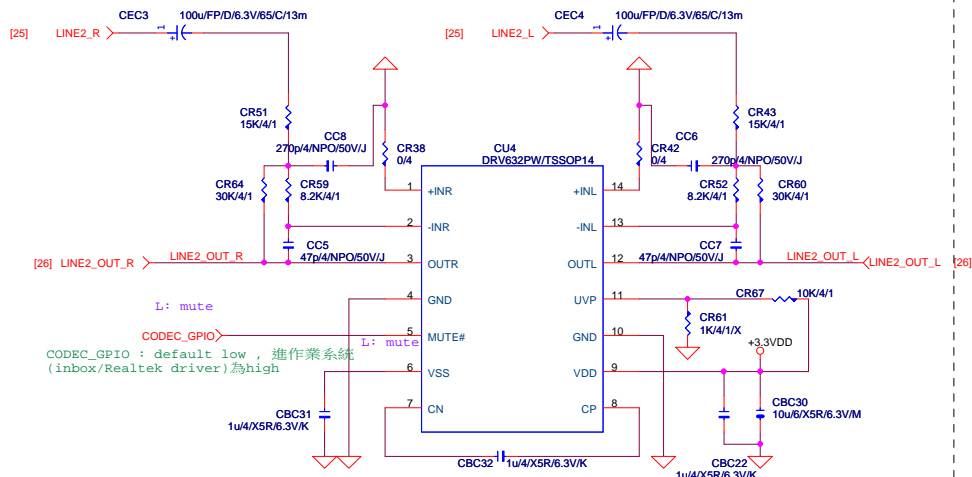 CEC3 100u/FP/D/6.3V/65/C/13m
CEC4 100u/FP/D/6.3V/65/C/13m
[25] LINE2_R 1 +
[25] LINE2_L 1 +
CR51
15K/4/1
CC8
270p/4/NPO/50V/J
CR38
0/4
CU4
DRV632PW/TSSOP14
CR42
0/4
CC6
270p/4/NPO/50V/J
CR43
15K/4/1
CR64
30K/4/1
CR59
8.2K/4/1
CR52
8.2K/4/1
CR60
30K/4/1
1 +INR
+INL 14
2 -INR
-INL 13
CC5
47p/4/NPO/50V/J
CC7
47p/4/NPO/50V/J
[26] LINE2_OUT_R LINE2_OUT_R
3 OUTR
OUTL 12
LINE2_OUT_L LINE2_OUT_L [26]
4 GND
UVP 11
CR67 10K/4/1
CR61
1K/4/1/X
L: mute
CODEC_GPIO
5 MUTE#
GND 10
L: mute
CODEC_GPIO : default low , 進作業系統
(inbox/Realtek driver)為high
+3.3VDD
6 VSS
VDD 9
7 CN
CP 8
CBC31
1u/4/X5R/6.3V/K
CBC30
10u/6/X5R/6.3V/M
CBC32 1u/4/X5R/6.3V/K
CBC22
1u/4/X5R/6.3V/K